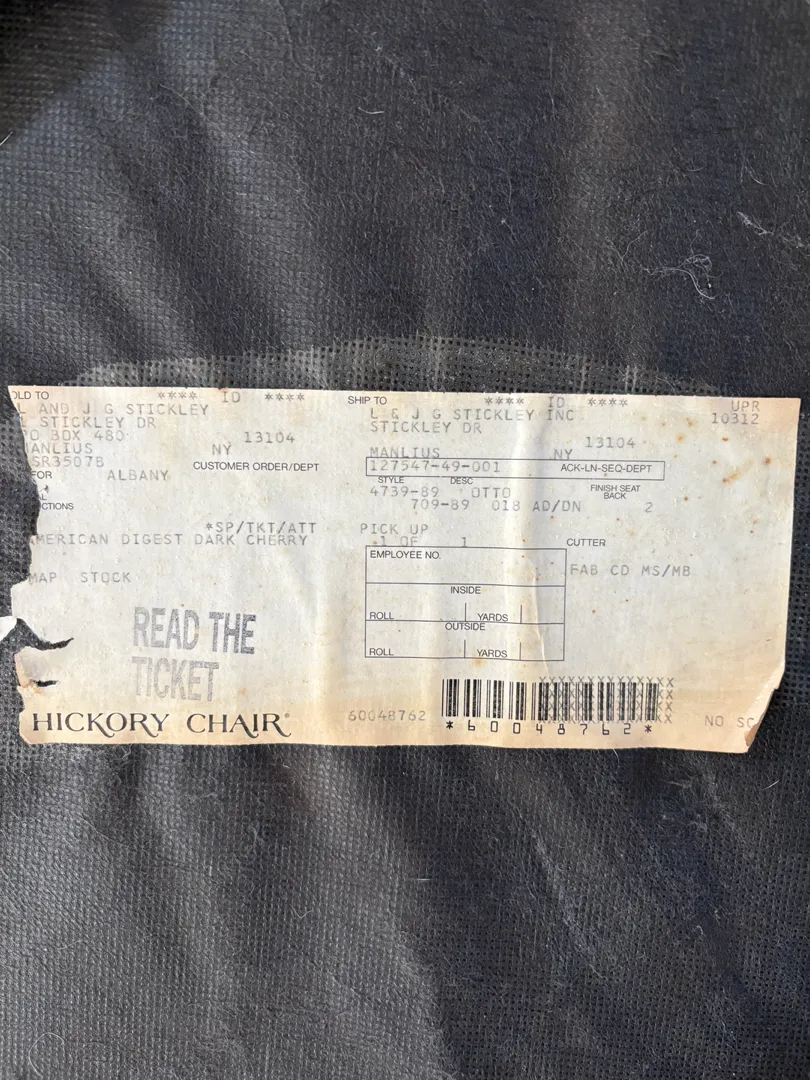 OLD TO **** ID ****
L AND J G STICKLEY
STICKLEY DR
O BOX 480
MANLIUS NY 13104
SR35078
FOR ALBANY CUSTOMER ORDER/DEPT
CTIONS
*SP/TKT/ATT
MERICAN DIGEST DARK CHERRY
MAP STOCK
READ THE
TICKET
HICKORY CHAIR®
SHIP TO **** ID **** UPR
L & J G STICKLEY INC 10312
STICKLEY DR
MANLIUS NY 13104
127547-49-001 ACK-LN-SEQ-DEPT
STYLE DESC FINISH SEAT
BACK
4739-89 OTTO
709-89 018 AD/DN 2
PICK UP
1 OF 1 CUTTER
EMPLOYEE NO.
FAB CD MS/MB
INSIDE
ROLL YARDS
OUTSIDE
ROLL YARDS
60048762
*60048762*
NO SC